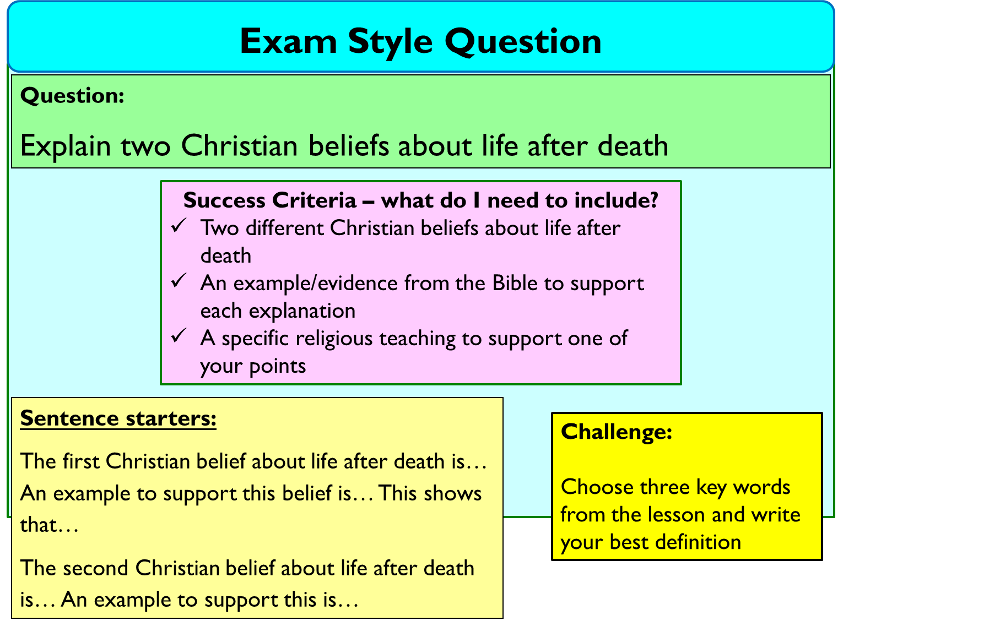 Exam Style Question
Question:
Explain two Christian beliefs about life after death
Success Criteria – what do I need to include?
✓ Two different Christian beliefs about life after
death
✓ An example/evidence from the Bible to support
each explanation
✓ A specific religious teaching to support one of
your points
Sentence starters:
The first Christian belief about life after death is…
An example to support this belief is… This shows
that…
The second Christian belief about life after death
is… An example to support this is…
Challenge:
Choose three key words
from the lesson and write
your best definition